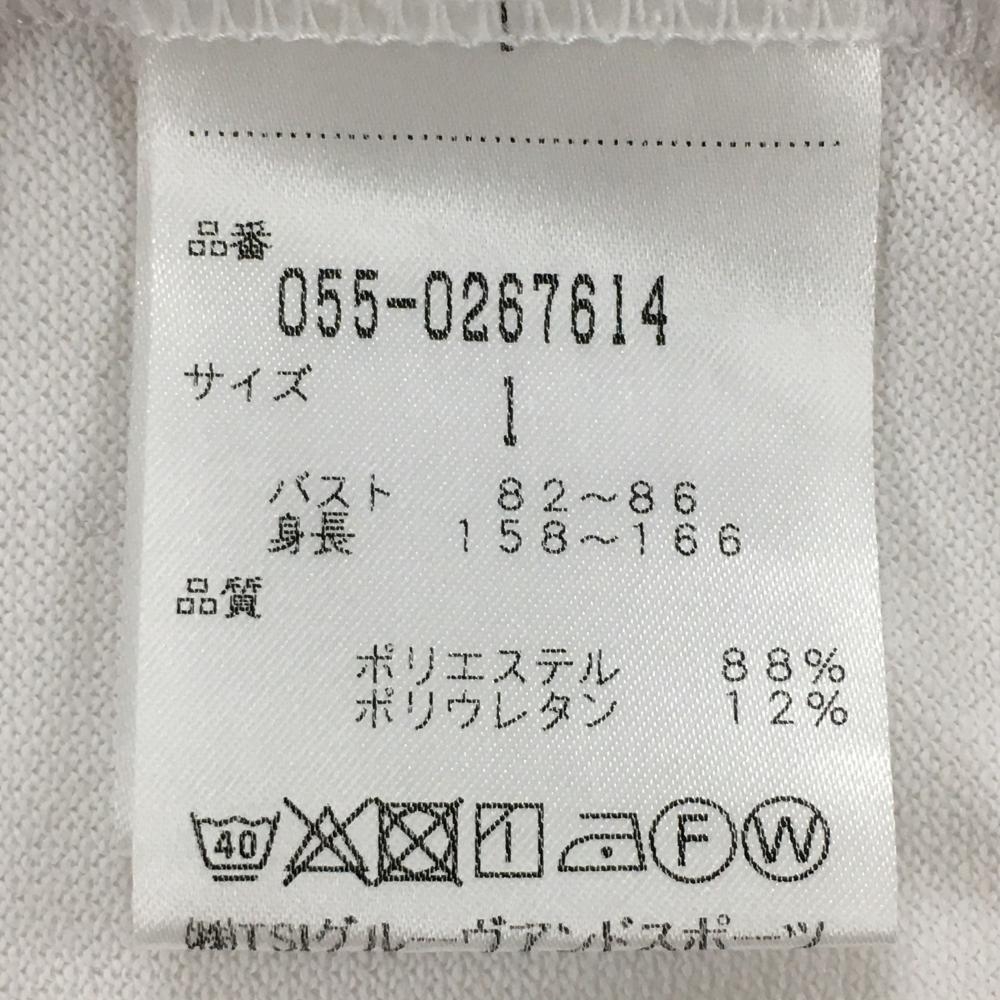 品番
055-0267614
サイズ 1
バスト 82～86
身長 158～166
品質
ポリエステル 88%
ポリウレタン 12%
40 F W
㈱TSIグルーヴアンドスポーツ